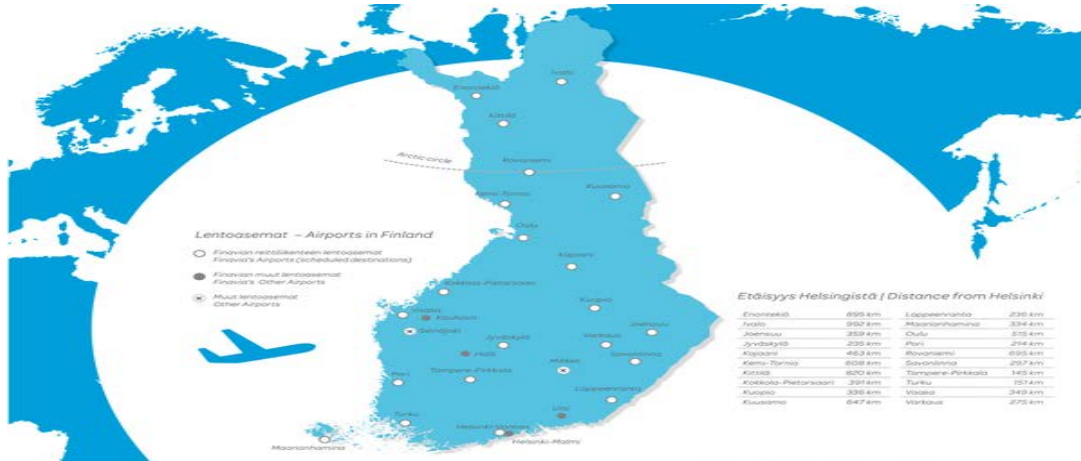 Ivalo
Enontekiö
Kittilä
Arctic circle
Rovaniemi
Kuusamo
Kemi-Tornio
Oulu
Lentoasemat - Airports in Finland
Finavian reittiliikenteen lentoasemat
Finavia's Airports (scheduled destinations)
Finavian muut lentoasemat
Finavia's Other Airports
Muut lentoasemat
Other Airports
Kajaani
Kokkola-Pietarsaari
Kuopio
Vaasa
Kauhava
Seinäjoki
Joensuu
Jyväskylä
Varkaus
Halli
Savonlinna
Mikkeli
Pori
Tampere-Pirkkala
Lappeenranta
Utti
Turku
Helsinki-Vantaa
Helsinki-Malmi
Maarianhamina
Etäisyys Helsingistä | Distance from Helsinki
Enontekiö 895 km Lappeenranta 236 km
Ivalo 992 km Maarianhamina 334 km
Joensuu 359 km Oulu 515 km
Jyväskylä 235 km Pori 214 km
Kajaani 463 km Rovaniemi 695 km
Kemi-Tornio 608 km Savonlinna 297 km
Kittilä 820 km Tampere-Pirkkala 145 km
Kokkola-Pietarsaari 391 km Turku 151 km
Kuopio 336 km Vaasa 349 km
Kuusamo 647 km Varkaus 275 km